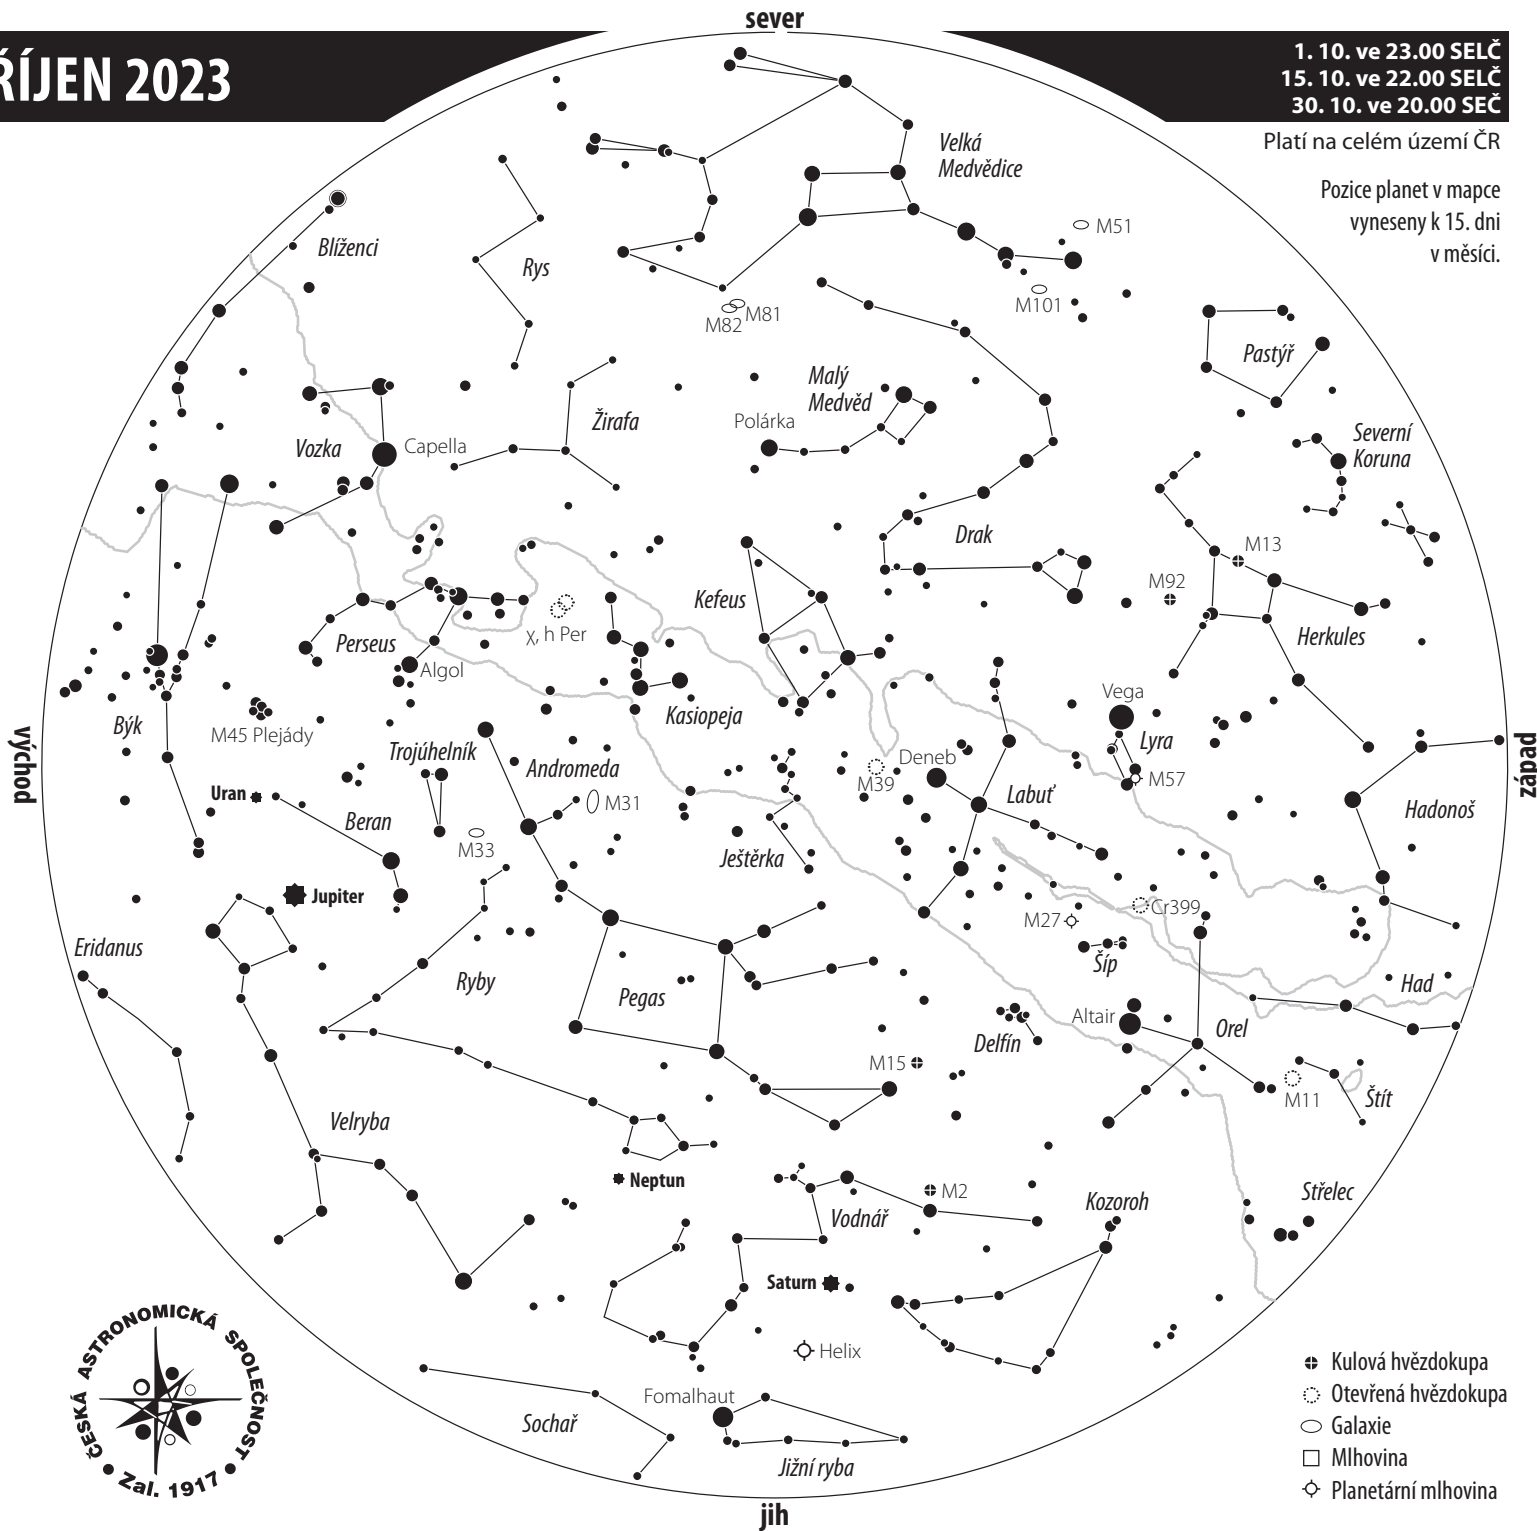 sever
ŘÍJEN 2023
1. 10. ve 23.00 SELČ
15. 10. ve 22.00 SELČ
30. 10. ve 20.00 SEČ
Platí na celém území ČR
Pozice planet v mapce
vyneseny k 15. dni
v měsíci.
Velká
Medvědice
M51
Blíženci
Rys
M101
M81
M82
Pastýř
Malý
Medvěd
Žirafa
Polárka
Vozka
Capella
Severní
Koruna
Drak
M13
M92
Kefeus
χ, h Per
Perseus
Herkules
Algol
Vega
Kasiopeja
Býk
M45 Plejády
Lyra
východ
západ
Trojúhelník
Andromeda
Deneb
M39
M57
Labuť
Uran
M31
Hadonoš
Beran
M33
Ještěrka
Jupiter
Cr399
M27
Eridanus
Šíp
Ryby
Pegas
Had
Altair
Orel
Delfín
M15
M11
Štít
Velryba
Neptun
M2
Kozoroh
Střelec
Vodnář
Saturn
Helix
Fomalhaut
Sochař
Jižní ryba
jih
ČESKÁ ASTRONOMICKÁ SPOLEČNOST
Zal. 1917
Kulová hvězdokupa
Otevřená hvězdokupa
Galaxie
Mlhovina
Planetární mlhovina